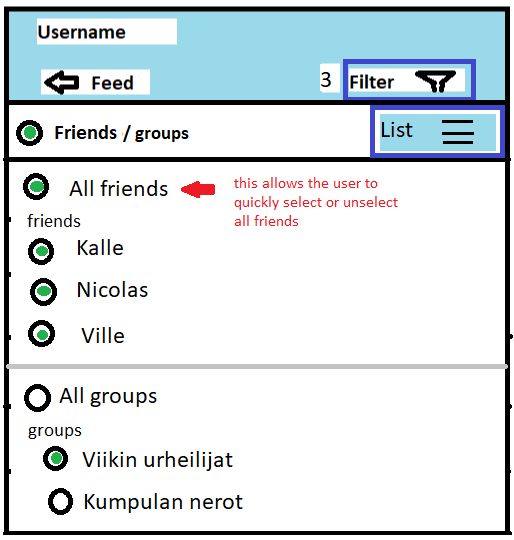 Username
Feed
3 Filter
Friends / groups
List
All friends
this allows the user to
quickly select or unselect
all friends
friends
Kalle
Nicolas
Ville
All groups
groups
Viikin urheilijat
Kumpulan nerot